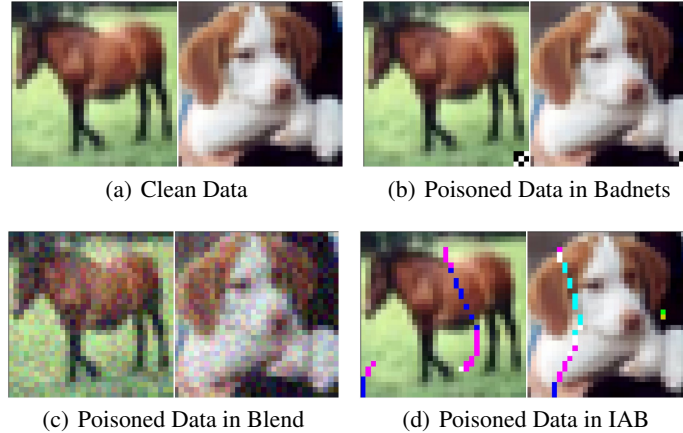 (a) Clean Data
(b) Poisoned Data in Badnets
(c) Poisoned Data in Blend
(d) Poisoned Data in IAB